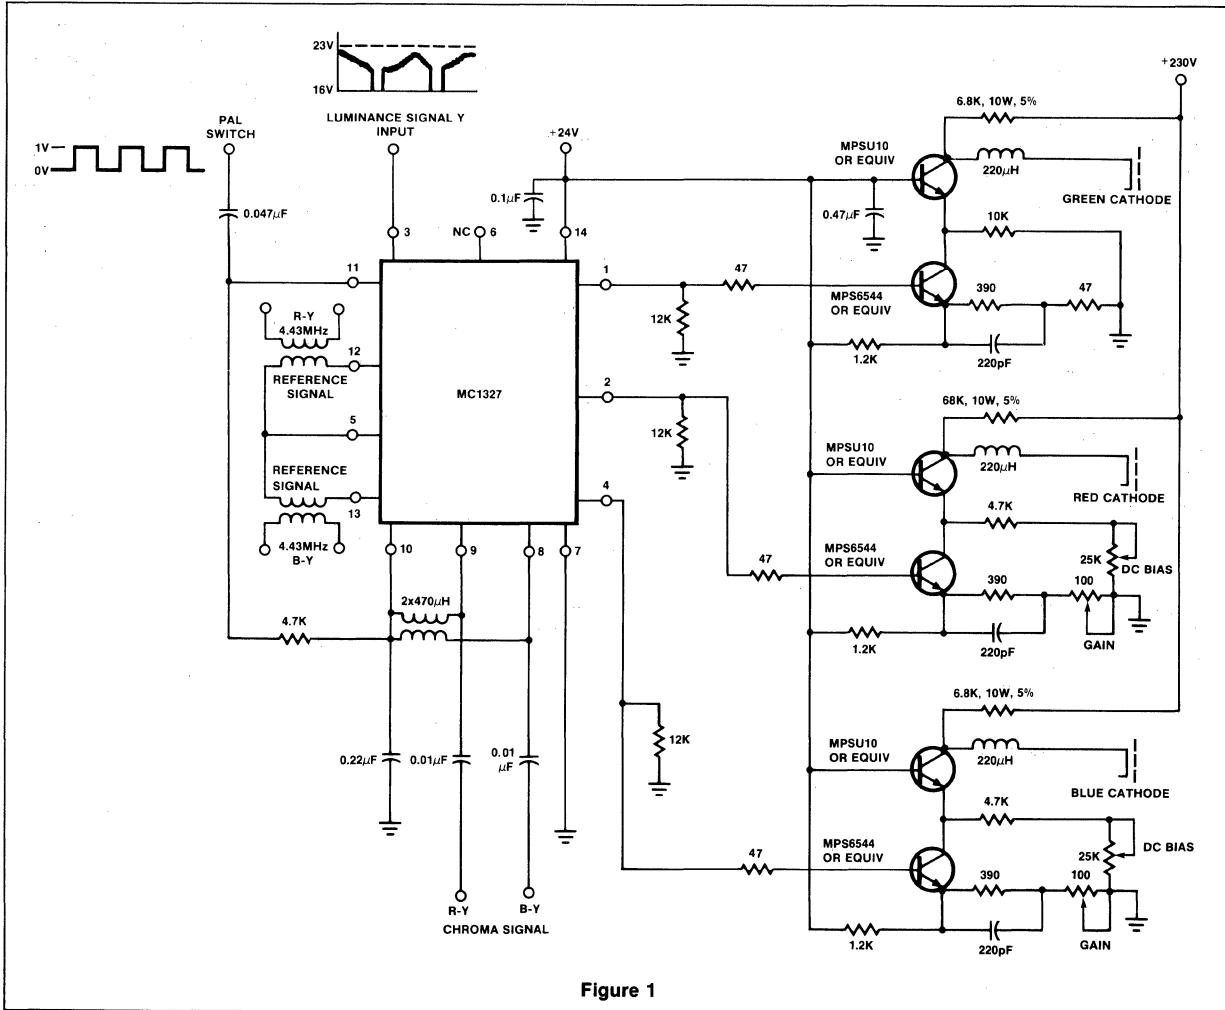 23V
16V
LUMINANCE SIGNAL Y
INPUT
PAL
SWITCH
1V
0V
+24V
+230V
6.8K, 10W, 5%
MPSU10
OR EQUIV
220μH
GREEN CATHODE
0.1μF
0.47μF
0.047μF
10K
3
NC
6
14
11
1
47
MPS6544
OR EQUIV
390
47
12K
1.2K
220pF
R-Y
4.43MHz
12
REFERENCE
SIGNAL
MC1327
2
5
12K
68K, 10W, 5%
MPSU10
OR EQUIV
220μH
RED CATHODE
REFERENCE
SIGNAL
13
4
4.7K
4.43MHz
B-Y
10
9
8
7
47
MPS6544
OR EQUIV
390
25K
DC BIAS
100
2x470μH
4.7K
1.2K
220pF
GAIN
6.8K, 10W, 5%
12K
MPSU10
OR EQUIV
220μH
BLUE CATHODE
0.22μF
0.01μF
0.01
μF
4.7K
47
MPS6544
OR EQUIV
390
25K
DC BIAS
100
R-Y
B-Y
CHROMA SIGNAL
1.2K
220pF
GAIN
Figure 1